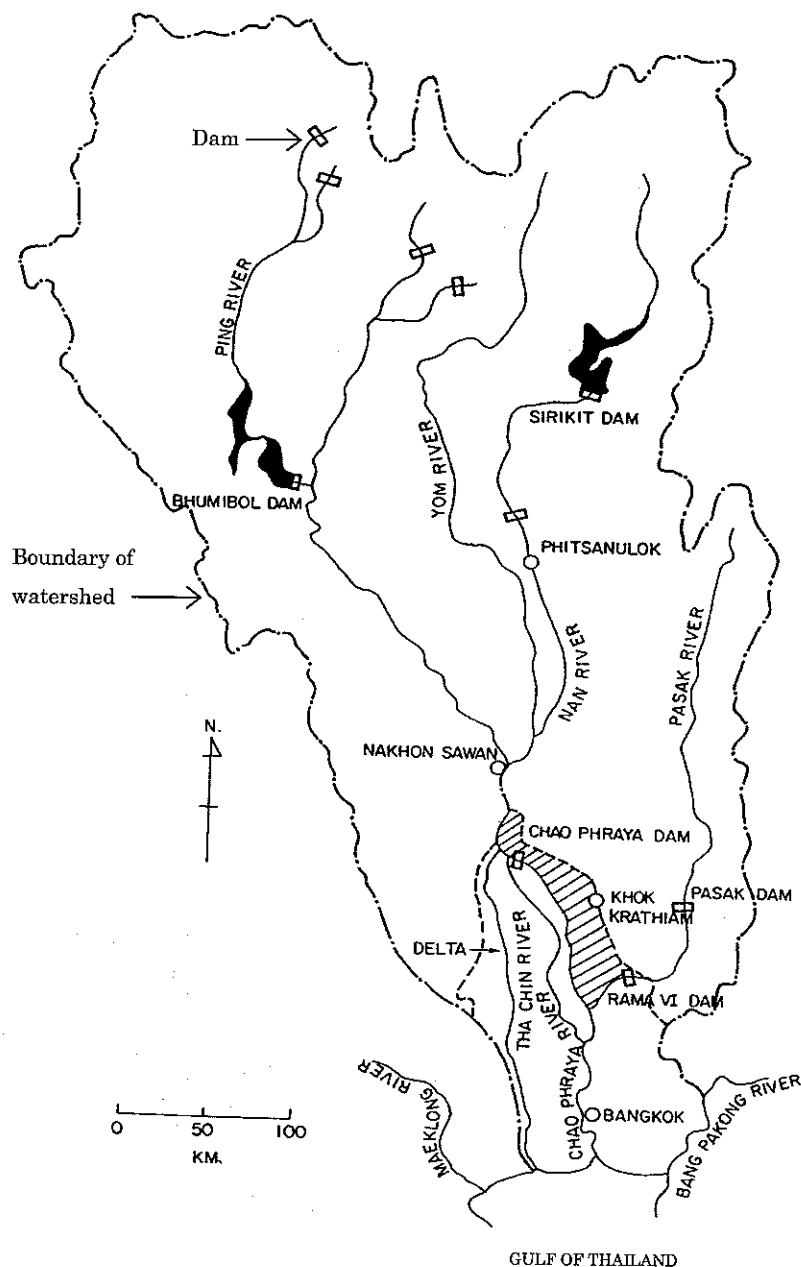 Dam
PING RIVER
YOM RIVER
SIRIKIT DAM
BHUMIBOL DAM
PHITSANULOK
Boundary of
watershed
NAN RIVER
PASAK RIVER
N.
NAKHON SAWAN
CHAO PHRAYA DAM
KHOK
KRATHIAM
PASAK DAM
DELTA
THA CHIN RIVER
RAMA VI DAM
CHAO PHRAYA
RIVER
MAEKLONG RIVER
BANGKOK
BANG PAKONG RIVER
0 50 100
KM.
GULF OF THAILAND